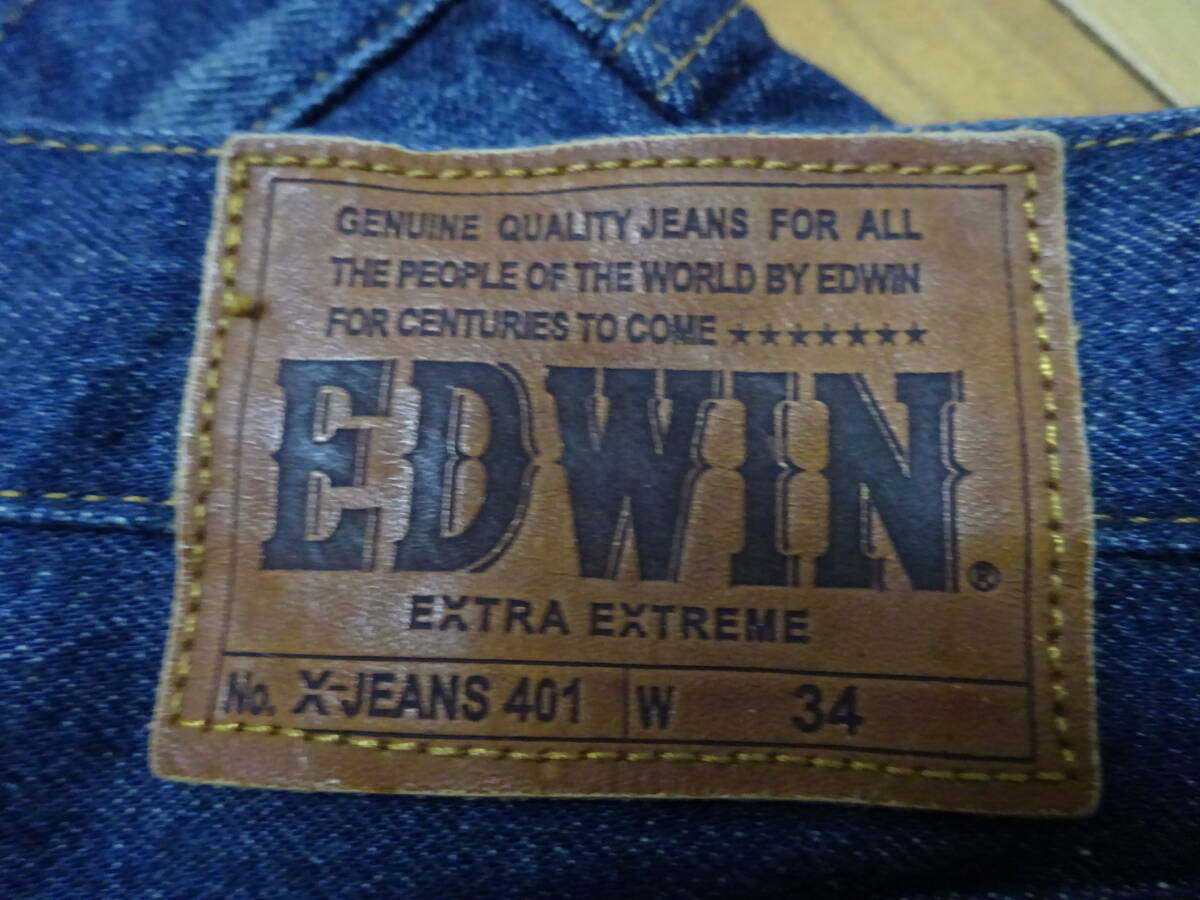 GENUINE QUALITY JEANS FOR ALL
THE PEOPLE OF THE WORLD BY EDWIN
FOR CENTURIES TO COME ★★★★★★★
EDWIN®
EXTRA EXTREME
No. X-JEANS 401 W 34